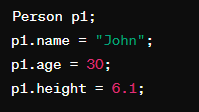 Person p1;
p1.name = "John";
p1.age = 30;
p1.height = 6.1;